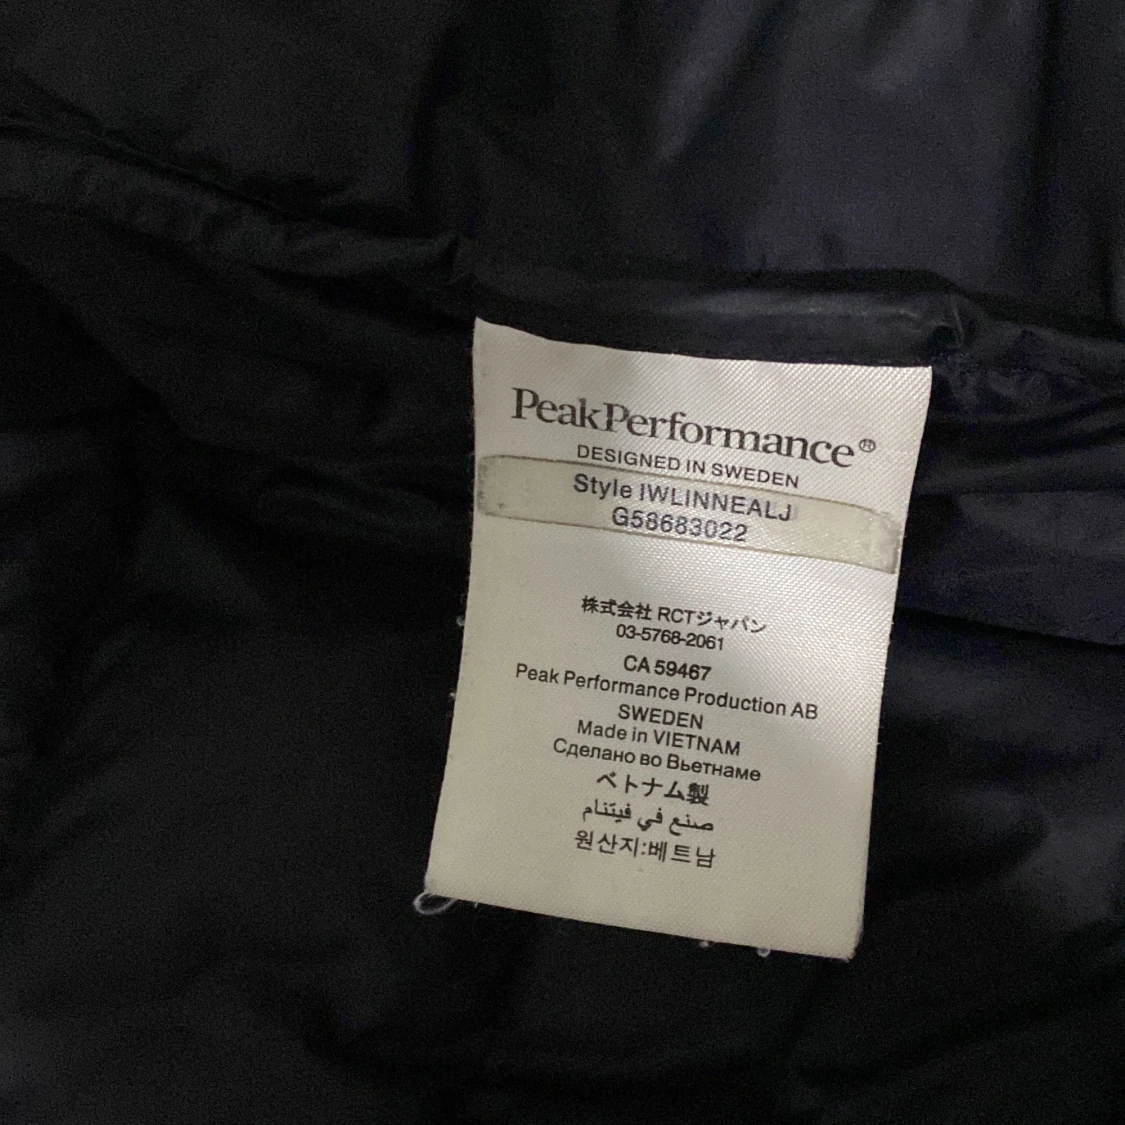 PeakPerformance®
DESIGNED IN SWEDEN
Style IWLINNEALJ
G58683022
株式会社 RCTジャパン
03-5768-2061
CA 59467
Peak Performance Production AB
SWEDEN
Made in VIETNAM
Сделано во Вьетнаме
ベトナム製
صنع في فيتنام
원산지:베트남